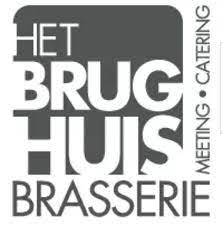 HET
BRUG
HUIS
BRASSERIE
MEETING • CATERING